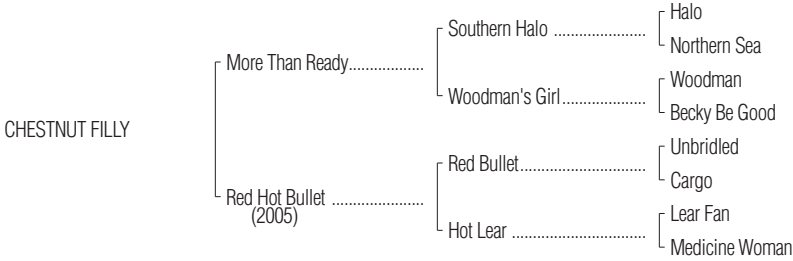 Halo
Southern Halo ......................
Northern Sea
More Than Ready..................
Woodman
Woodman's Girl....................
Becky Be Good
CHESTNUT FILLY
Unbridled
Red Bullet..............................
Cargo
Red Hot Bullet ......................
(2005)
Lear Fan
Hot Lear ................................
Medicine Woman